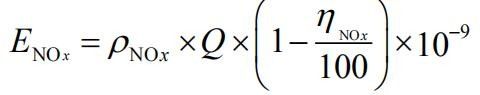 E_NOx = ρ_NOx × Q × (1 − η_NOx / 100) × 10⁻⁹